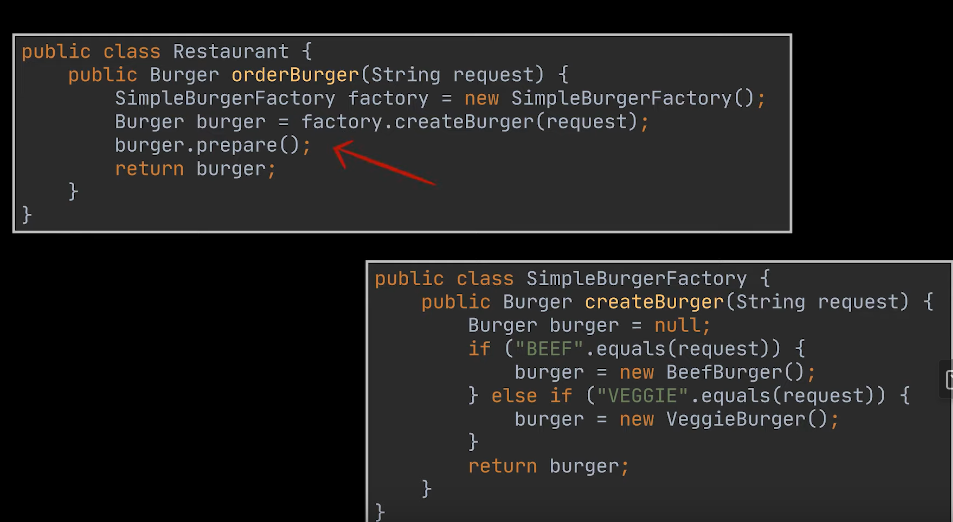 public class Restaurant {
    public Burger orderBurger(String request) {
        SimpleBurgerFactory factory = new SimpleBurgerFactory();
        Burger burger = factory.createBurger(request);
        burger.prepare();
        return burger;
    }
}
public class SimpleBurgerFactory {
    public Burger createBurger(String request) {
        Burger burger = null;
        if ("BEEF".equals(request)) {
            burger = new BeefBurger();
        } else if ("VEGGIE".equals(request)) {
            burger = new VeggieBurger();
        }
        return burger;
    }
}